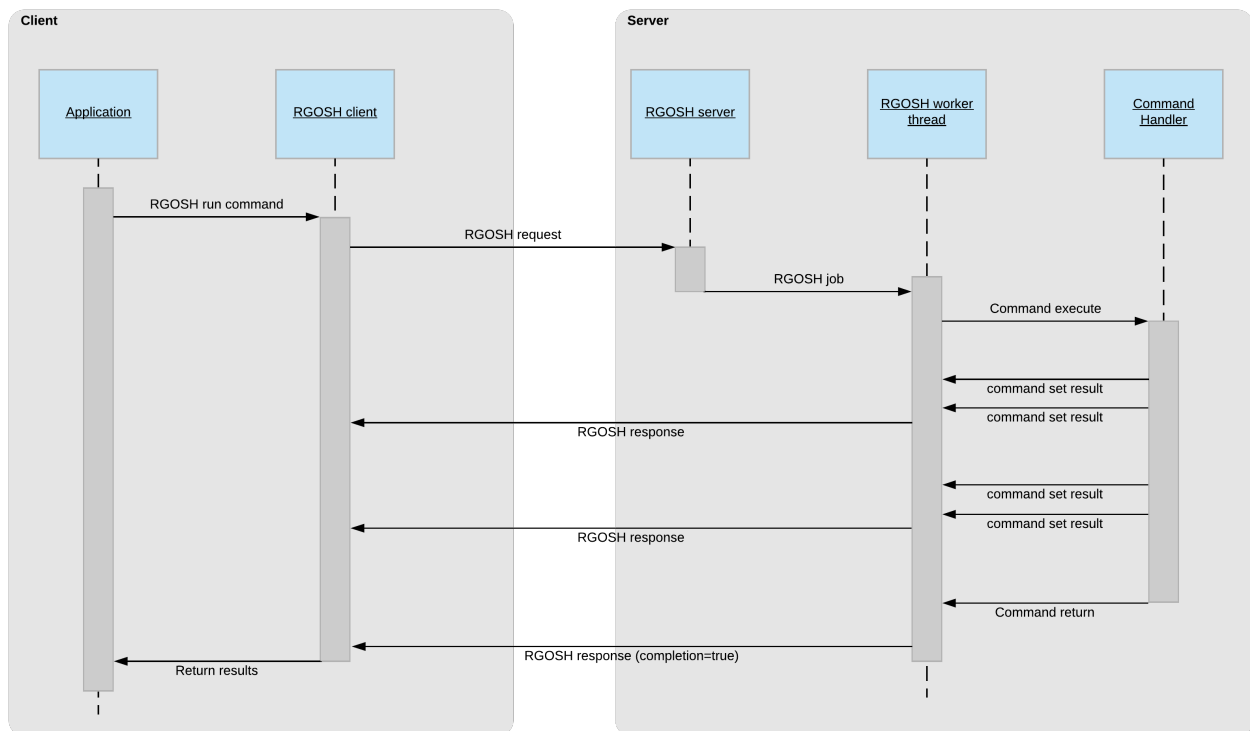 Client
Server
Application
RGOSH client
RGOSH server
RGOSH worker
thread
Command
Handler
RGOSH run command
RGOSH request
RGOSH job
Command execute
command set result
command set result
RGOSH response
command set result
command set result
RGOSH response
Command return
RGOSH response (completion=true)
Return results